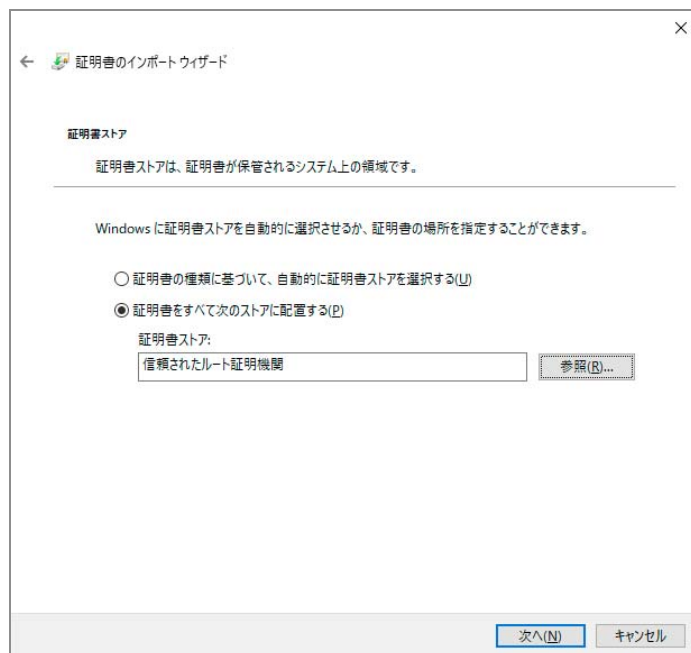 証明書のインポート ウィザード
証明書ストア
証明書ストアは、証明書が保管されるシステム上の領域です。
Windows に証明書ストアを自動的に選択させるか、証明書の場所を指定することができます。
証明書の種類に基づいて、自動的に証明書ストアを選択する(U)
証明書をすべて次のストアに配置する(P)
証明書ストア:
信頼されたルート証明機関
参照(R)...
次へ(N)
キャンセル